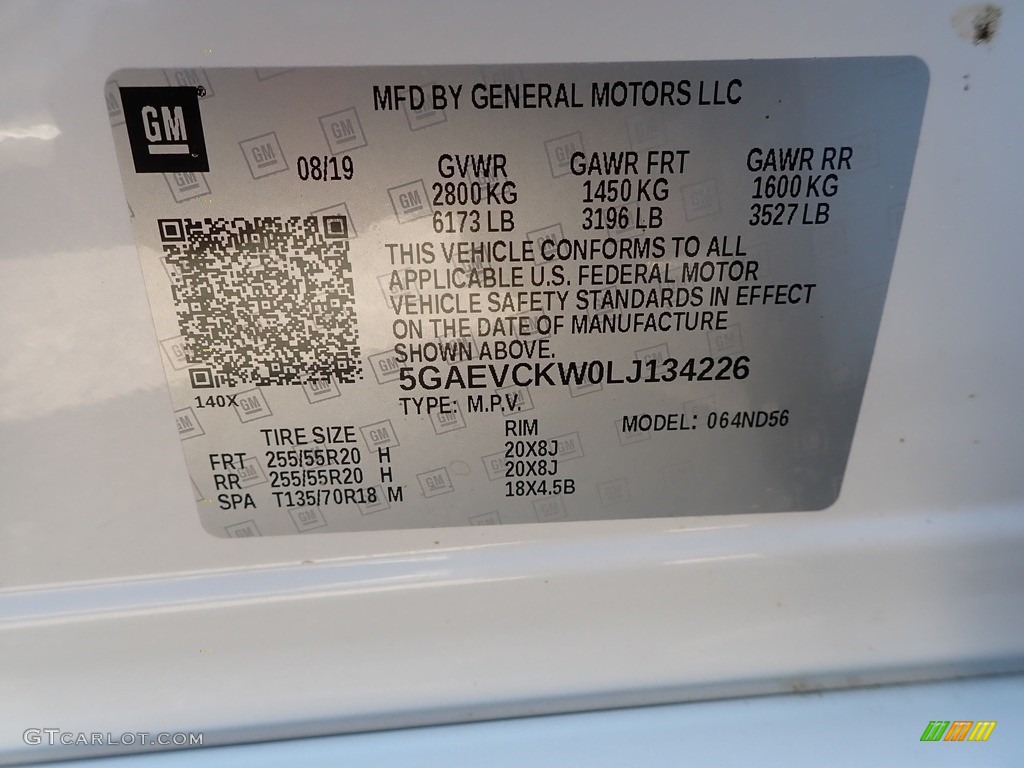 GM
MFD BY GENERAL MOTORS LLC
08/19
GVWR GAWR FRT GAWR RR
2800 KG 1450 KG 1600 KG
6173 LB 3196 LB 3527 LB
THIS VEHICLE CONFORMS TO ALL
APPLICABLE U.S. FEDERAL MOTOR
VEHICLE SAFETY STANDARDS IN EFFECT
ON THE DATE OF MANUFACTURE
SHOWN ABOVE.
5GAEVCKW0LJ134226
140X
TYPE: M.P.V.
MODEL: 064ND56
TIRE SIZE RIM
FRT 255/55R20 H 20X8J
RR 255/55R20 H 20X8J
SPA T135/70R18 M 18X4.5B
GTcarlot.com